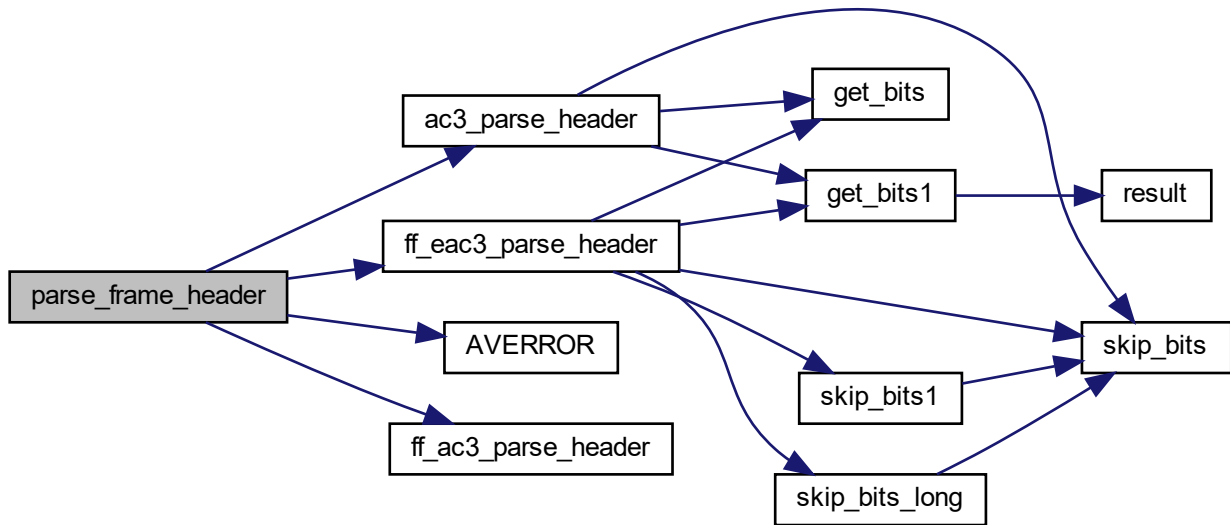 parse_frame_header
ac3_parse_header
ff_eac3_parse_header
AVERROR
ff_ac3_parse_header
get_bits
get_bits1
skip_bits1
skip_bits_long
result
skip_bits